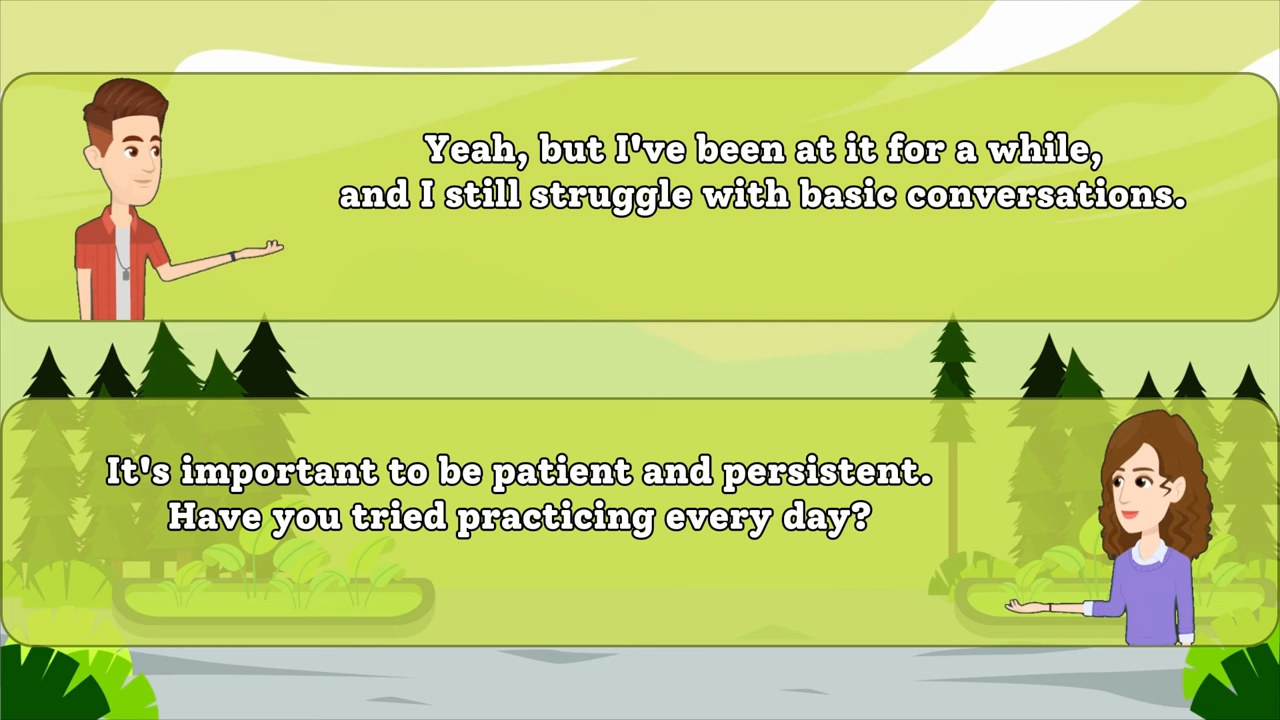 Yeah, but I've been at it for a while,
and I still struggle with basic conversations.
It's important to be patient and persistent.
Have you tried practicing every day?